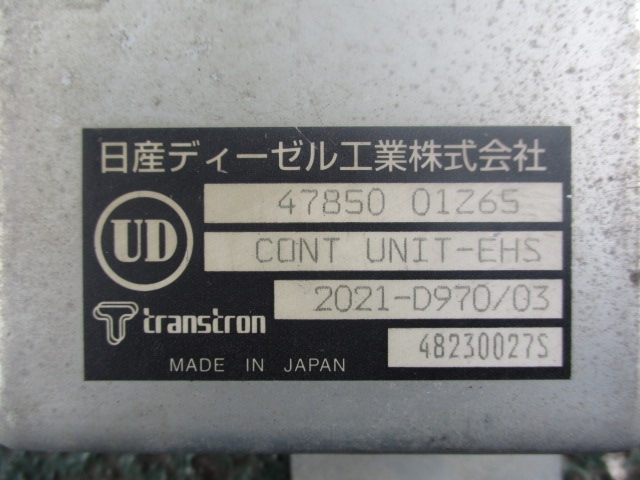 日産ディーゼル工業株式会社
UD
47850 01Z65
CONT UNIT-EHS
2021-D970/03
transtron
48230027S
MADE IN JAPAN